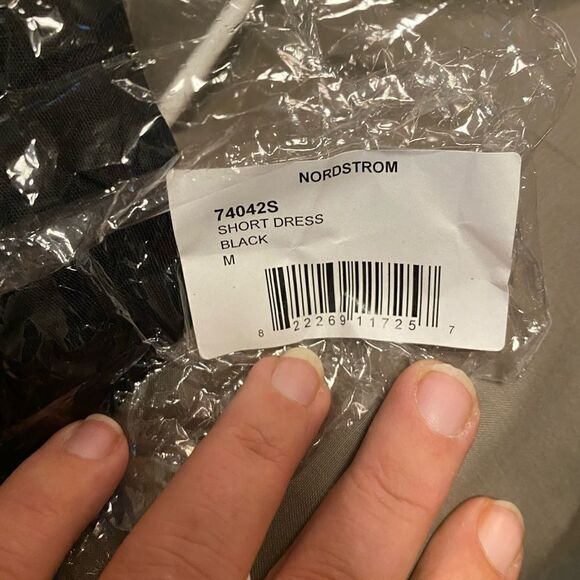 NORDSTROM
74042S
SHORT DRESS
BLACK
M
8 22269 11725 7